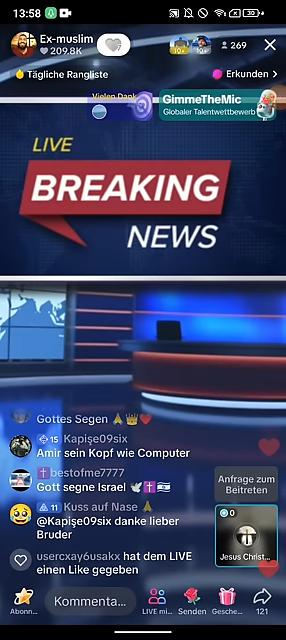 13:58
Ex-muslim
209.8K
10+
10+
269
Tägliche Rangliste
Erkunden >
Vielen Dank
GimmeTheMic
Globaler Talentwettbewerb
LIVE
BREAKING
NEWS
Gottes Segen 🙏👑❤️
15 Kapişe09six
Amir sein Kopf wie Computer
✝️bestofme7777
Gott segne Israel 🕊️✝️🇮🇱
11 Kuss auf Nase 🙏
@Kapişe09six danke lieber
Bruder
Anfrage zum
Beitreten
0
Jesus Christ...
usercxay6usakx hat dem LIVE
einen Like gegeben
Abonn...
Kommenta...
LIVE mi...
Senden
Gesche...
121